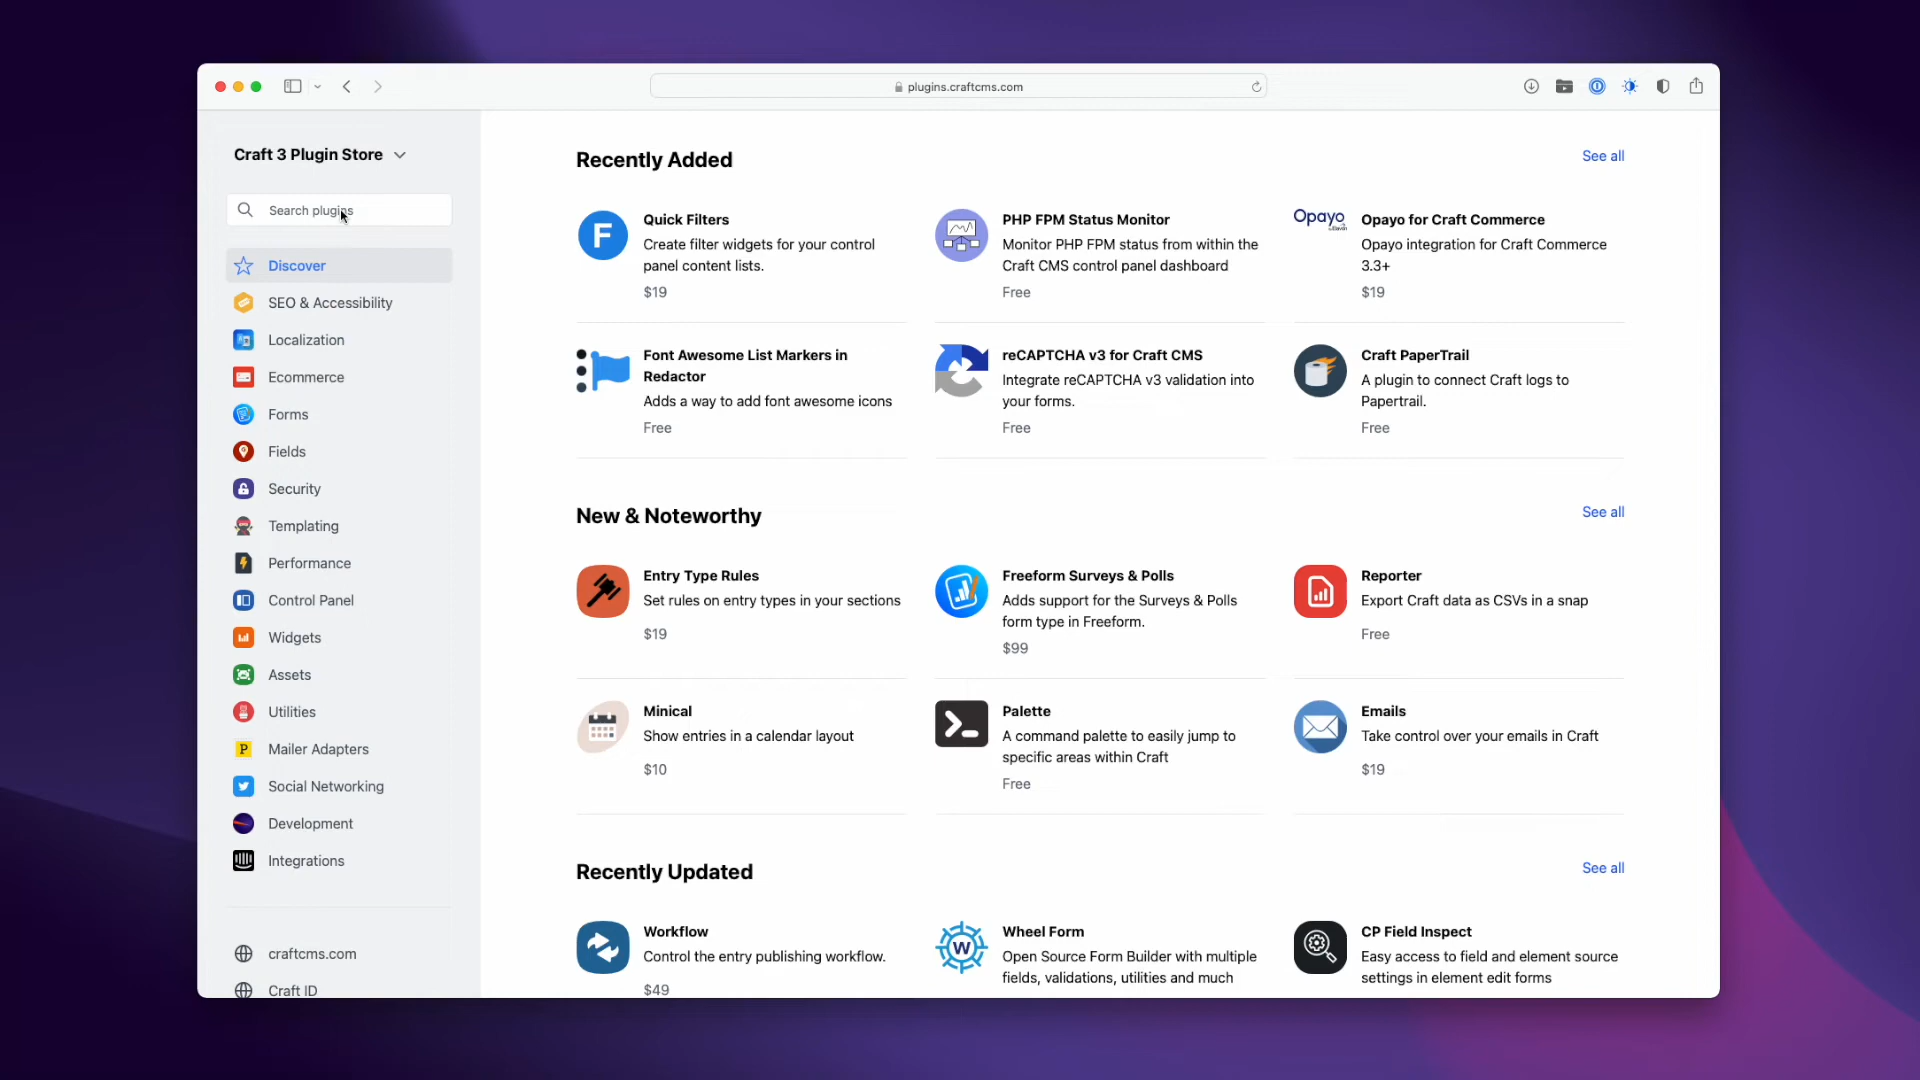 plugins.craftcms.com
Craft 3 Plugin Store
Search plugins
Discover
SEO & Accessibility
Localization
Ecommerce
Forms
Fields
Security
Templating
Performance
Control Panel
Widgets
Assets
Utilities
P
Mailer Adapters
Social Networking
Development
Integrations
craftcms.com
Craft ID
Recently Added
See all
F
Quick Filters
Create filter widgets for your control
panel content lists.
$19
PHP FPM Status Monitor
Monitor PHP FPM status from within the
Craft CMS control panel dashboard
Free
Opayo
Opayo for Craft Commerce
Opayo integration for Craft Commerce
3.3+
$19
Font Awesome List Markers in
Redactor
Adds a way to add font awesome icons
Free
reCAPTCHA v3 for Craft CMS
Integrate reCAPTCHA v3 validation into
your forms.
Free
Craft PaperTrail
A plugin to connect Craft logs to
Papertrail.
Free
New & Noteworthy
See all
Entry Type Rules
Set rules on entry types in your sections
$19
Freeform Surveys & Polls
Adds support for the Surveys & Polls
form type in Freeform.
$99
Reporter
Export Craft data as CSVs in a snap
Free
Minical
Show entries in a calendar layout
$10
Palette
A command palette to easily jump to
specific areas within Craft
Free
Emails
Take control over your emails in Craft
$19
Recently Updated
See all
Workflow
Control the entry publishing workflow.
$49
W
Wheel Form
Open Source Form Builder with multiple
fields, validations, utilities and much
CP Field Inspect
Easy access to field and element source
settings in element edit forms